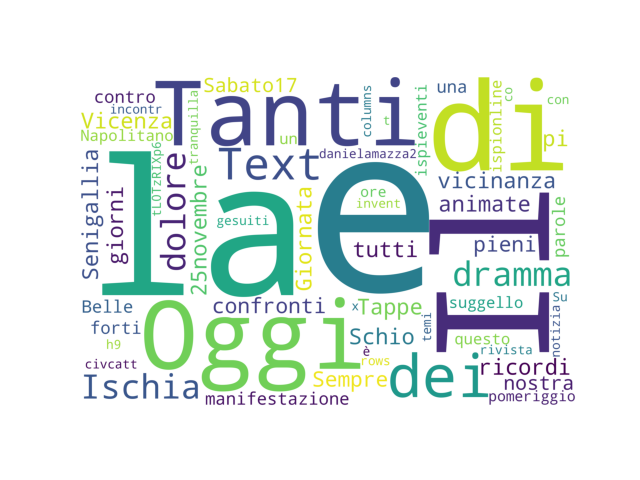 Sabato17
contro
incontr
Tanti
di
una
co
con
Vicenza
Napolitano
tranquilla
un
columns
t
ispieventi
ispionline
pi
tLOTzRIXp6
Text
danielamazza2
dolore
Senigallia
giorni
25novembre
la
e
gesuiti
Giornata
ore
invent
vicinanza
animate
tutti
Il
pieni
parole
dramma
Belle
forti
h9
civcatt
Oggi
confronti
x
Tappe
suggello
Su
Schio
temi
questo
notizia
è
rows
rivista
Ischia
Sempre
dei
ricordi
nostra
manifestazione
pomeriggio